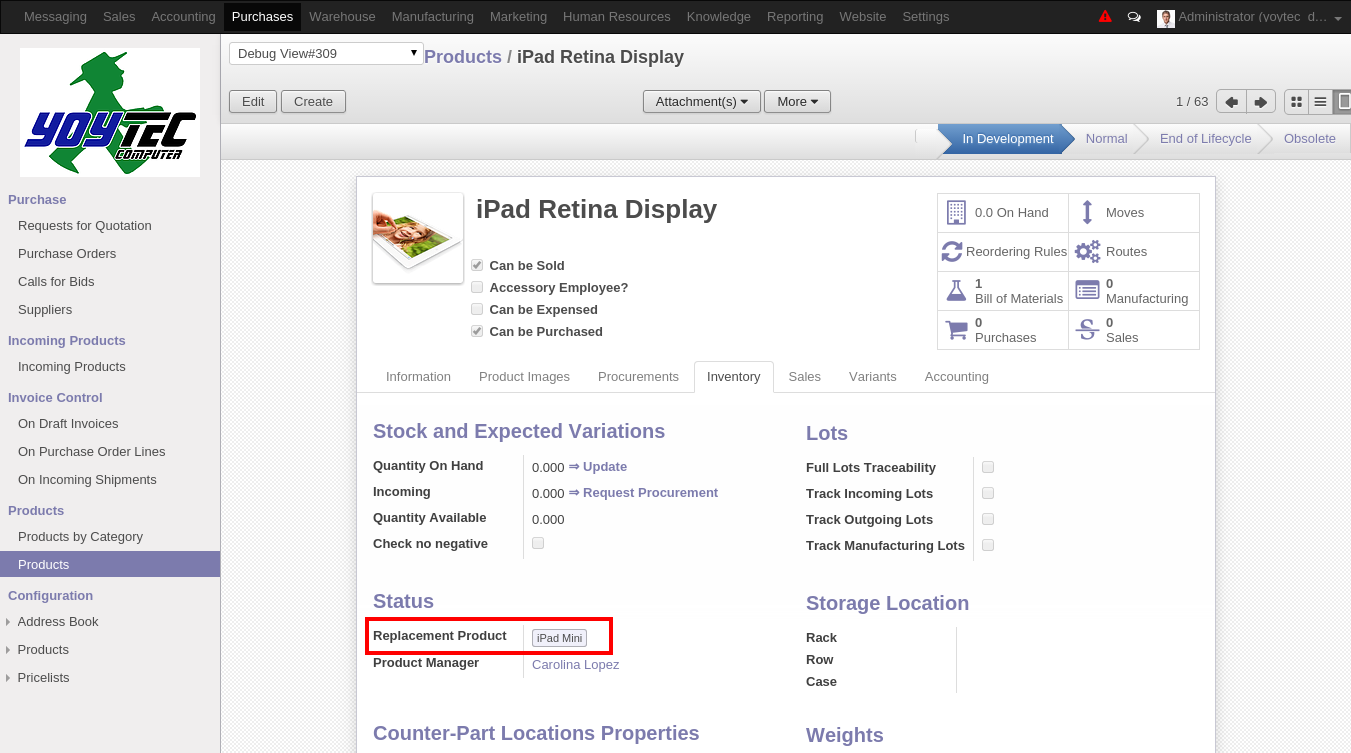 Messaging Sales Accounting Purchases Warehouse Manufacturing Marketing Human Resources Knowledge Reporting Website Settings Administrator (yoytec_d…
YOYTEC
COMPUTER
Debug View#309 Products / iPad Retina Display
Edit Create Attachment(s) More 1 / 63
In Development Normal End of Lifecycle Obsolete
Purchase
Requests for Quotation
Purchase Orders
Calls for Bids
Suppliers
Incoming Products
Incoming Products
Invoice Control
On Draft Invoices
On Purchase Order Lines
On Incoming Shipments
Products
Products by Category
Products
Configuration
Address Book
Products
Pricelists
iPad Retina Display
Can be Sold
Accessory Employee?
Can be Expensed
Can be Purchased
0.0 On Hand Moves
Reordering Rules Routes
1 Bill of Materials 0 Manufacturing
0 Purchases 0 Sales
Information Product Images Procurements Inventory Sales Variants Accounting
Stock and Expected Variations
Quantity On Hand 0.000 ⇒ Update
Incoming 0.000 ⇒ Request Procurement
Quantity Available 0.000
Check no negative
Lots
Full Lots Traceability
Track Incoming Lots
Track Outgoing Lots
Track Manufacturing Lots
Status
Replacement Product iPad Mini
Product Manager Carolina Lopez
Storage Location
Rack
Row
Case
Counter-Part Locations Properties
Weights